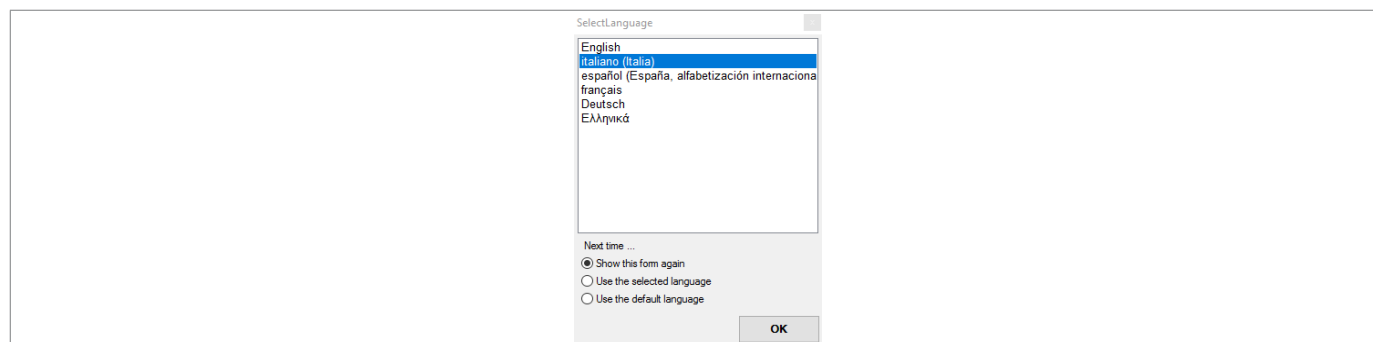 SelectLanguage
English
italiano (Italia)
español (España, alfabetización internaciona
français
Deutsch
Ελληνικά
Next time ...
Show this form again
Use the selected language
Use the default language
OK